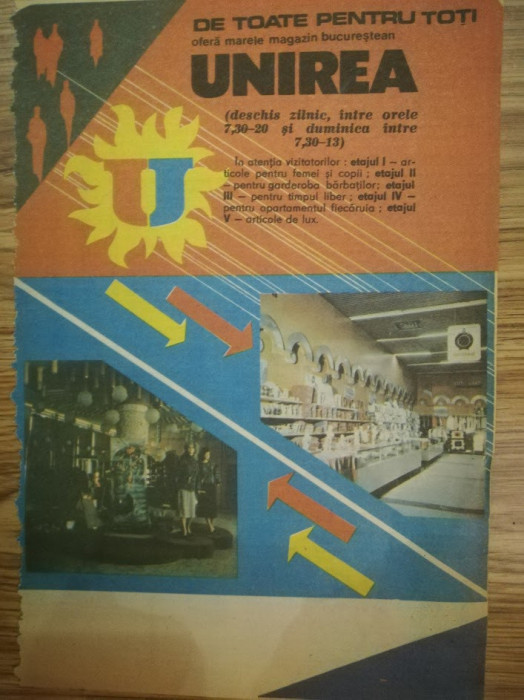 DE TOATE PENTRU TOȚI
oferă marele magazin bucureștean
UNIREA
(deschis zilnic, între orele
7,30–20 și duminica între
7,30–13)
În atenția vizitatorilor : etajul I — ar-
ticole pentru femei și copii ; etajul II
— pentru garderoba bărbaților; etajul
III — pentru timpul liber ; etajul IV —
pentru apartamentul fiecăruia ; etajul
V — articole de lux.
U